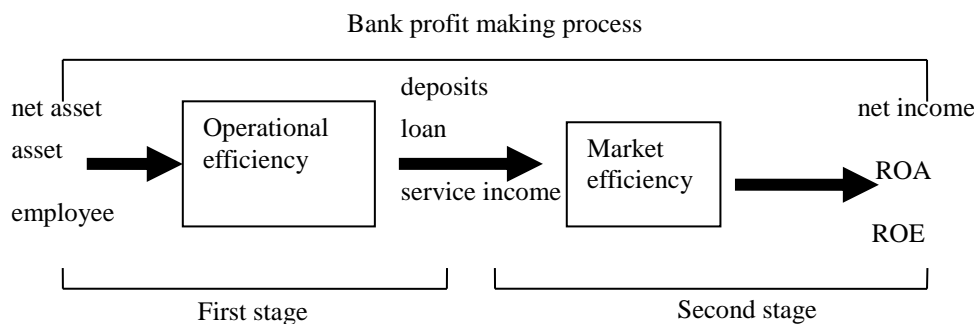 Bank profit making process
net asset
asset
employee
Operational
efficiency
deposits
loan
service income
Market
efficiency
net income
ROA
ROE
First stage
Second stage